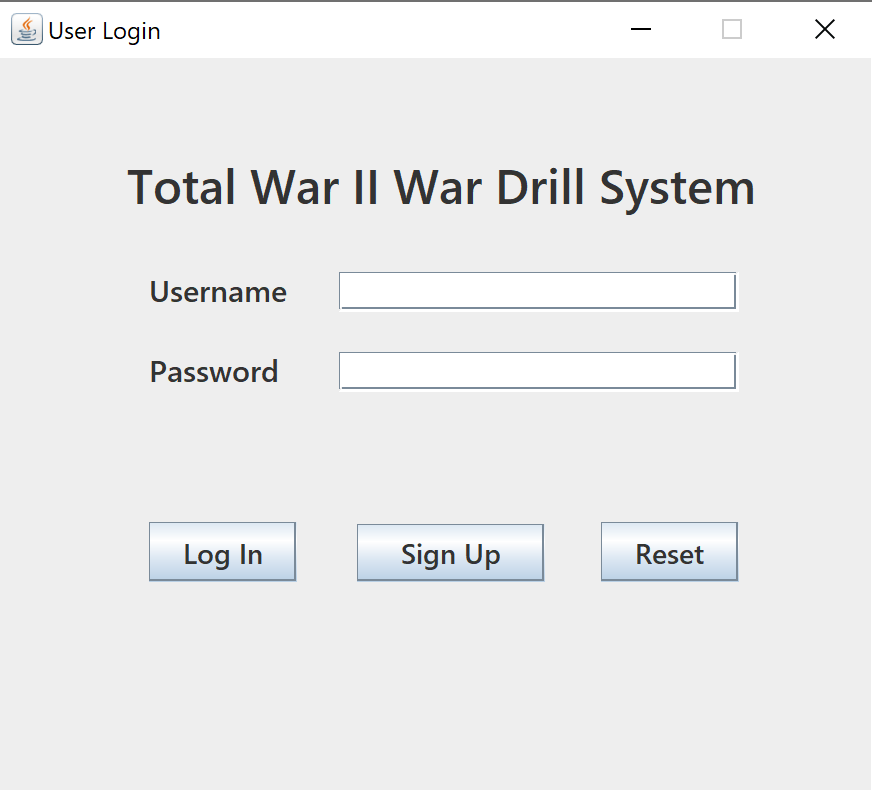 User Login
Total War II War Drill System
Username
Password
Log In
Sign Up
Reset